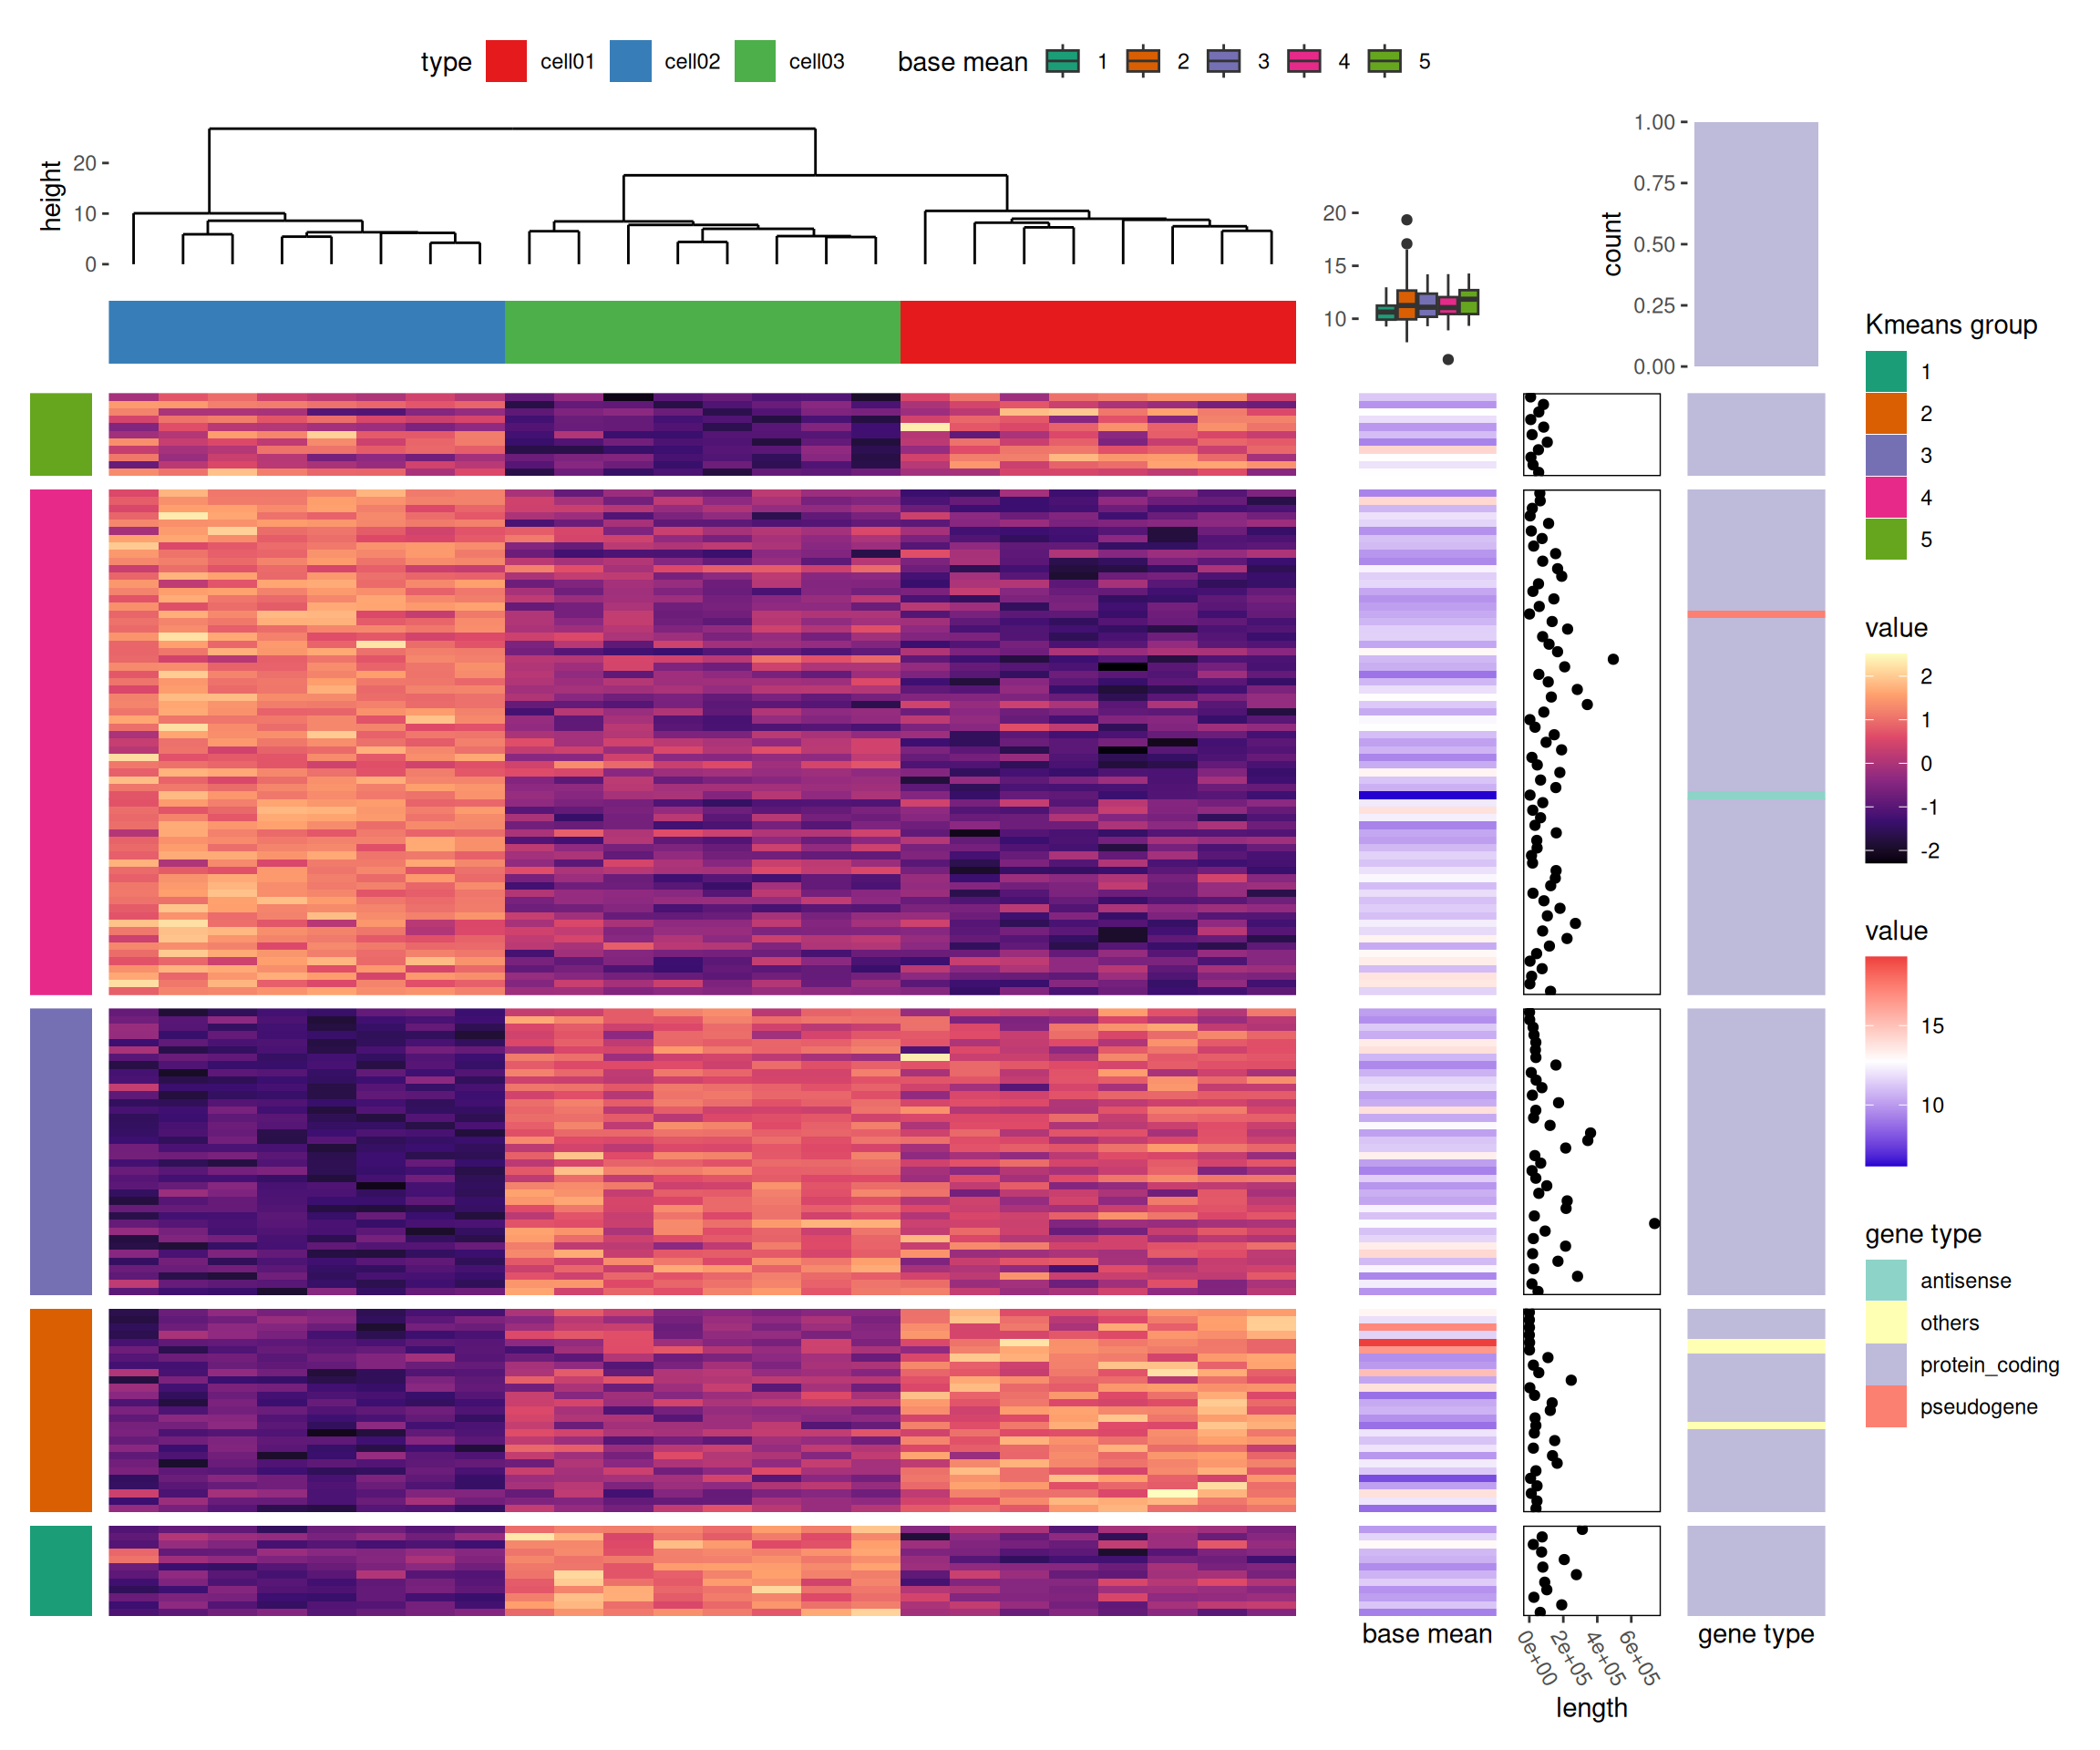 type cell01 cell02 cell03 base mean 1 2 3 4 5
height
20
10
0
20
15
10
count
1.00
0.75
0.50
0.25
0.00
Kmeans group
1
2
3
4
5
value
2
1
0
-1
-2
value
15
10
gene type
antisense
others
protein_coding
pseudogene
base mean
0e+00 2e+05 4e+05 6e+05
length
gene type